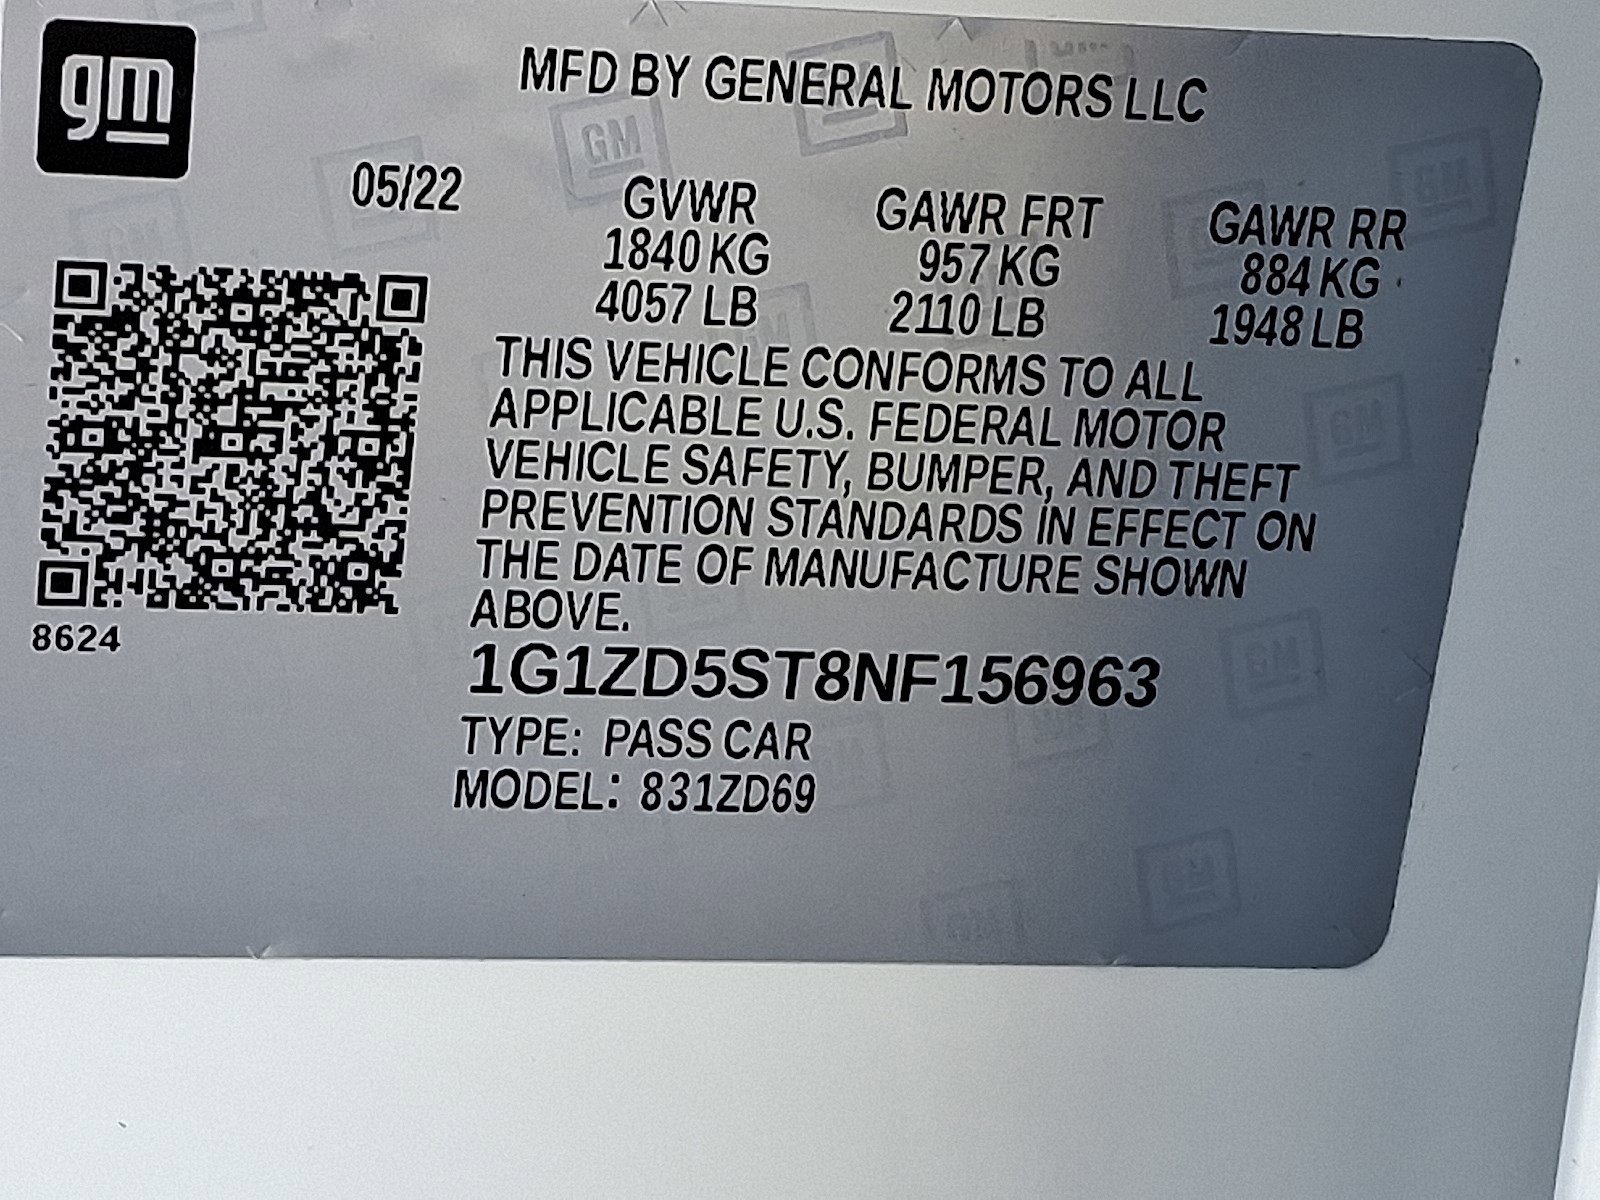 gm
MFD BY GENERAL MOTORS LLC
05/22 GVWR GAWR FRT GAWR RR
1840 KG 957 KG 884 KG
4057 LB 2110 LB 1948 LB
THIS VEHICLE CONFORMS TO ALL
APPLICABLE U.S. FEDERAL MOTOR
VEHICLE SAFETY, BUMPER, AND THEFT
PREVENTION STANDARDS IN EFFECT ON
THE DATE OF MANUFACTURE SHOWN
ABOVE.
8624
1G1ZD5ST8NF156963
TYPE: PASS CAR
MODEL: 831ZD69